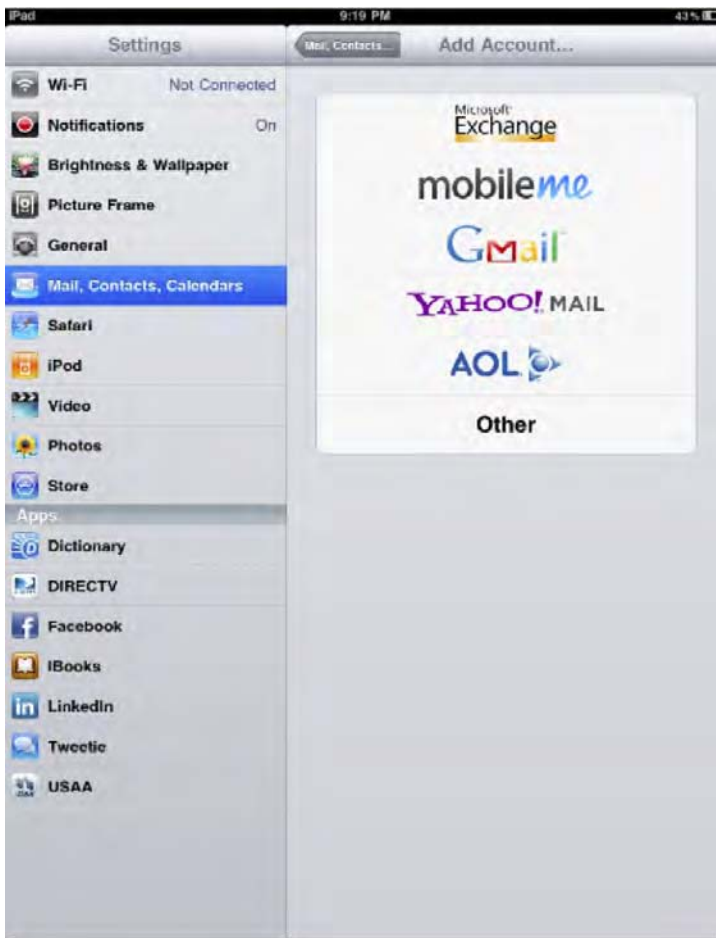 iPad 9:19 PM 43%
Settings
Mail, Contacts... Add Account...
Wi-Fi Not Connected
Notifications On
Brightness & Wallpaper
Picture Frame
General
Mail, Contacts, Calendars
Safari
iPod
Video
Photos
Store
Apps
Dictionary
DIRECTV
Facebook
iBooks
LinkedIn
Tweetie
USAA
Microsoft
Exchange
mobileme
Gmail
YAHOO! MAIL
AOL
Other